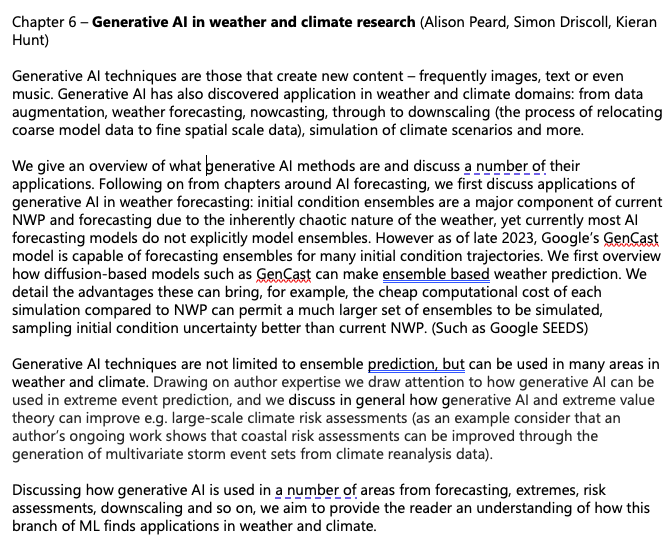 Chapter 6 – Generative AI in weather and climate research (Alison Peard, Simon Driscoll, Kieran
Hunt)
Generative AI techniques are those that create new content – frequently images, text or even
music. Generative AI has also discovered application in weather and climate domains: from data
augmentation, weather forecasting, nowcasting, through to downscaling (the process of relocating
coarse model data to fine spatial scale data), simulation of climate scenarios and more.
We give an overview of what generative AI methods are and discuss a number of their
applications. Following on from chapters around AI forecasting, we first discuss applications of
generative AI in weather forecasting: initial condition ensembles are a major component of current
NWP and forecasting due to the inherently chaotic nature of the weather, yet currently most AI
forecasting models do not explicitly model ensembles. However as of late 2023, Google's GenCast
model is capable of forecasting ensembles for many initial condition trajectories. We first overview
how diffusion-based models such as GenCast can make ensemble based weather prediction. We
detail the advantages these can bring, for example, the cheap computational cost of each
simulation compared to NWP can permit a much larger set of ensembles to be simulated,
sampling initial condition uncertainty better than current NWP. (Such as Google SEEDS)
Generative AI techniques are not limited to ensemble prediction, but can be used in many areas in
weather and climate. Drawing on author expertise we draw attention to how generative AI can be
used in extreme event prediction, and we discuss in general how generative AI and extreme value
theory can improve e.g. large-scale climate risk assessments (as an example consider that an
author's ongoing work shows that coastal risk assessments can be improved through the
generation of multivariate storm event sets from climate reanalysis data).
Discussing how generative AI is used in a number of areas from forecasting, extremes, risk
assessments, downscaling and so on, we aim to provide the reader an understanding of how this
branch of ML finds applications in weather and climate.